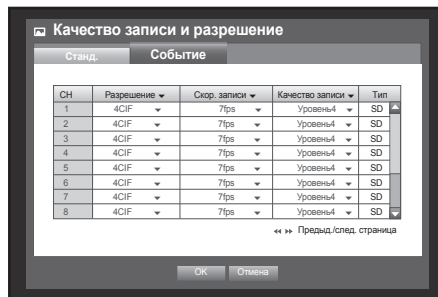 Качество записи и разрешение
Станд. Событие
CH Разрешение Скор. записи Качество записи Тип
1 4CIF 7fps Уровень4 SD
2 4CIF 7fps Уровень4 SD
3 4CIF 7fps Уровень4 SD
4 4CIF 7fps Уровень4 SD
5 4CIF 7fps Уровень4 SD
6 4CIF 7fps Уровень4 SD
7 4CIF 7fps Уровень4 SD
8 4CIF 7fps Уровень4 SD
Предыд./след. страница
OK Отмена